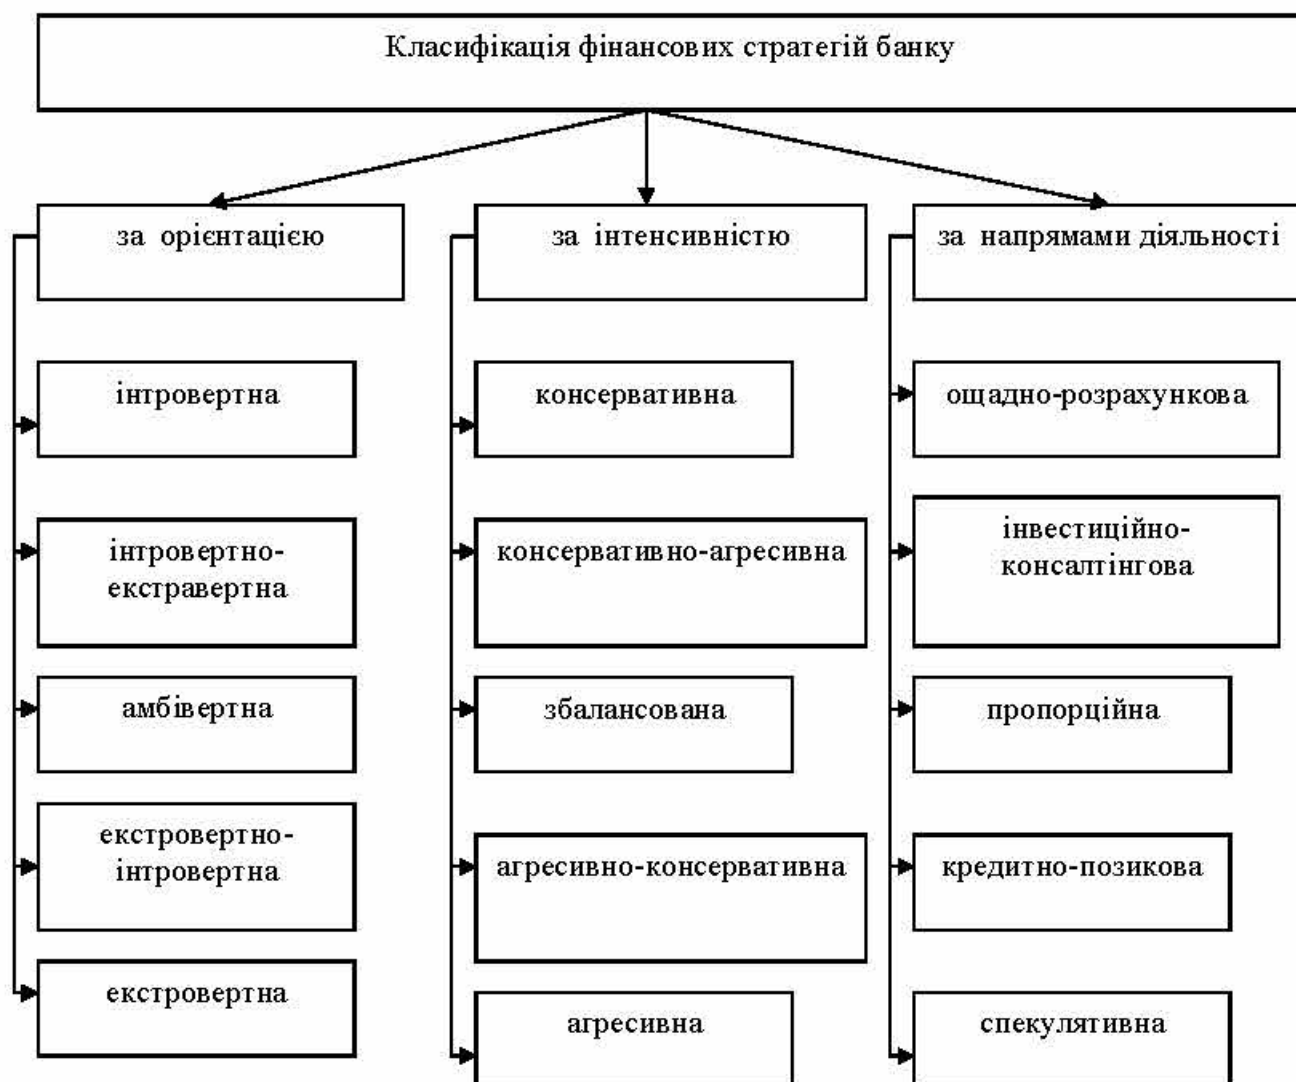 Класифікація фінансових стратегій банку
за орієнтацією
інтровертна
інтровертно-
екстравертна
амбівертна
екстровертно-
інтровертна
екстровертна
за інтенсивністю
консервативна
консервативно-агресивна
збалансована
агресивно-консервативна
агресивна
за напрямами діяльності
ощадно-розрахункова
інвестиційно-
консалтінгова
пропорційна
кредитно-позикова
спекулятивна